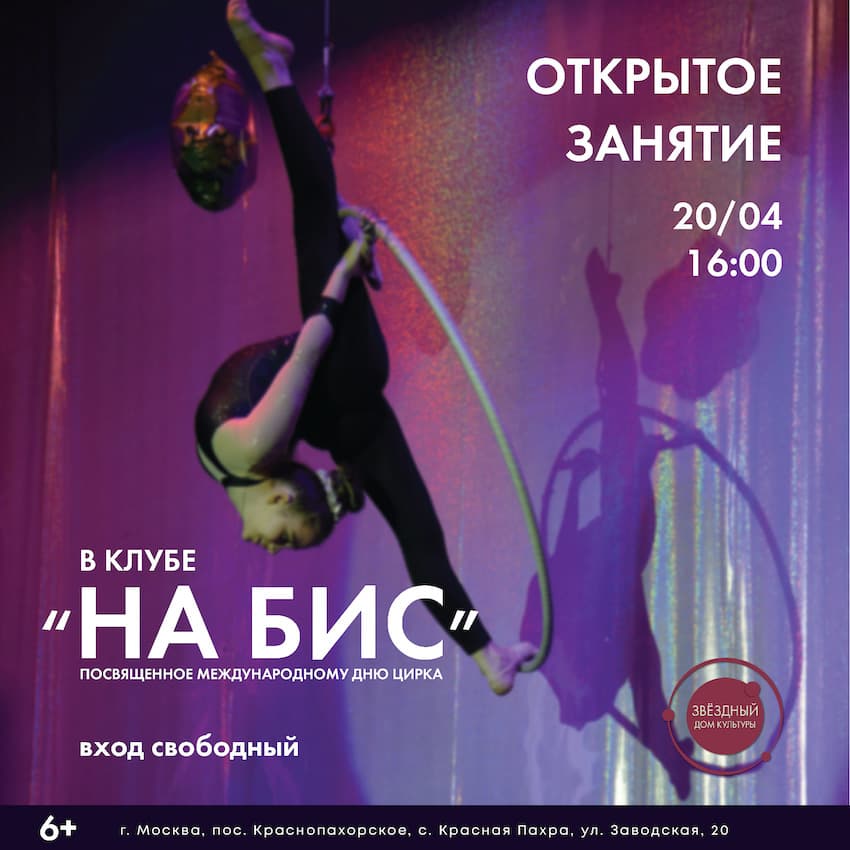 ОТКРЫТОЕ
ЗАНЯТИЕ
20/04
16:00
В КЛУБЕ
"НА БИС"
ПОСВЯЩЕННОЕ МЕЖДУНАРОДНОМУ ДНЮ ЦИРКА
вход свободный
ЗВЁЗДНЫЙ
ДОМ КУЛЬТУРЫ
6+ г. Москва, пос. Краснопахорское, с. Красная Пахра, ул. Заводская, 20